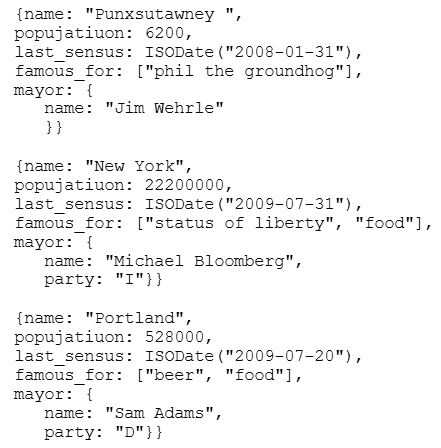 {name: "Punxsutawney ",
popujatiuon: 6200,
last_sensus: ISODate("2008-01-31"),
famous_for: ["phil the groundhog"],
mayor: {
name: "Jim Wehrle"
}}
{name: "New York",
popujatiuon: 22200000,
last_sensus: ISODate("2009-07-31"),
famous_for: ["status of liberty", "food"],
mayor: {
name: "Michael Bloomberg",
party: "I"}}
{name: "Portland",
popujatiuon: 528000,
last_sensus: ISODate("2009-07-20"),
famous_for: ["beer", "food"],
mayor: {
name: "Sam Adams",
party: "D"}}